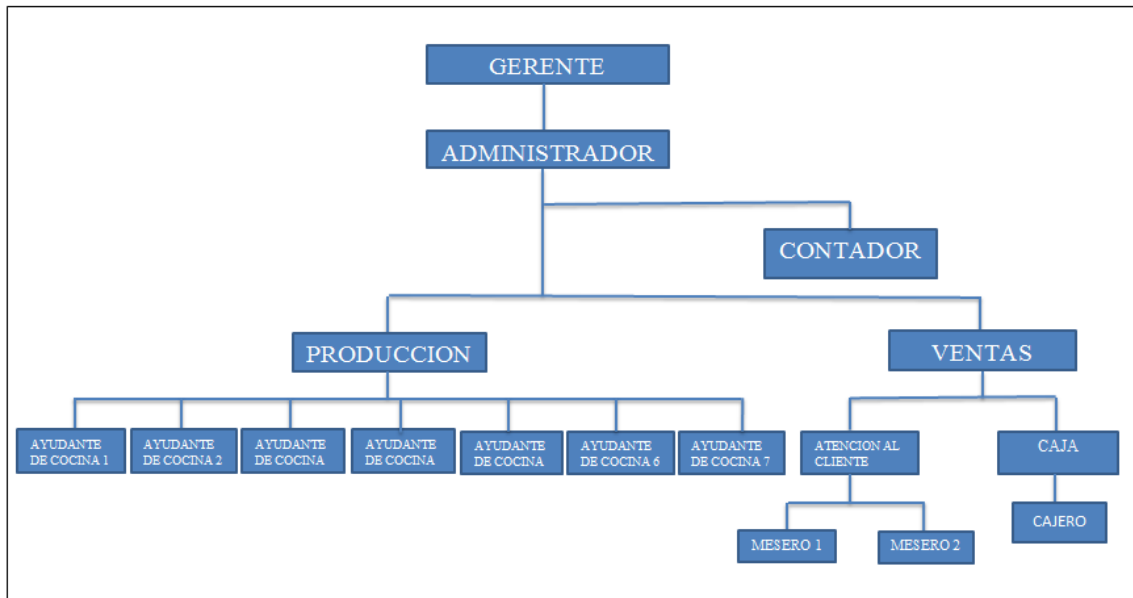 GERENTE
ADMINISTRADOR
CONTADOR
PRODUCCION
VENTAS
AYUDANTE
DE COCINA 1
AYUDANTE
DE COCINA 2
AYUDANTE
DE COCINA
AYUDANTE
DE COCINA
AYUDANTE
DE COCINA
AYUDANTE
DE COCINA 6
AYUDANTE
DE COCINA 7
ATENCION AL
CLIENTE
CAJA
MESERO 1
MESERO 2
CAJERO